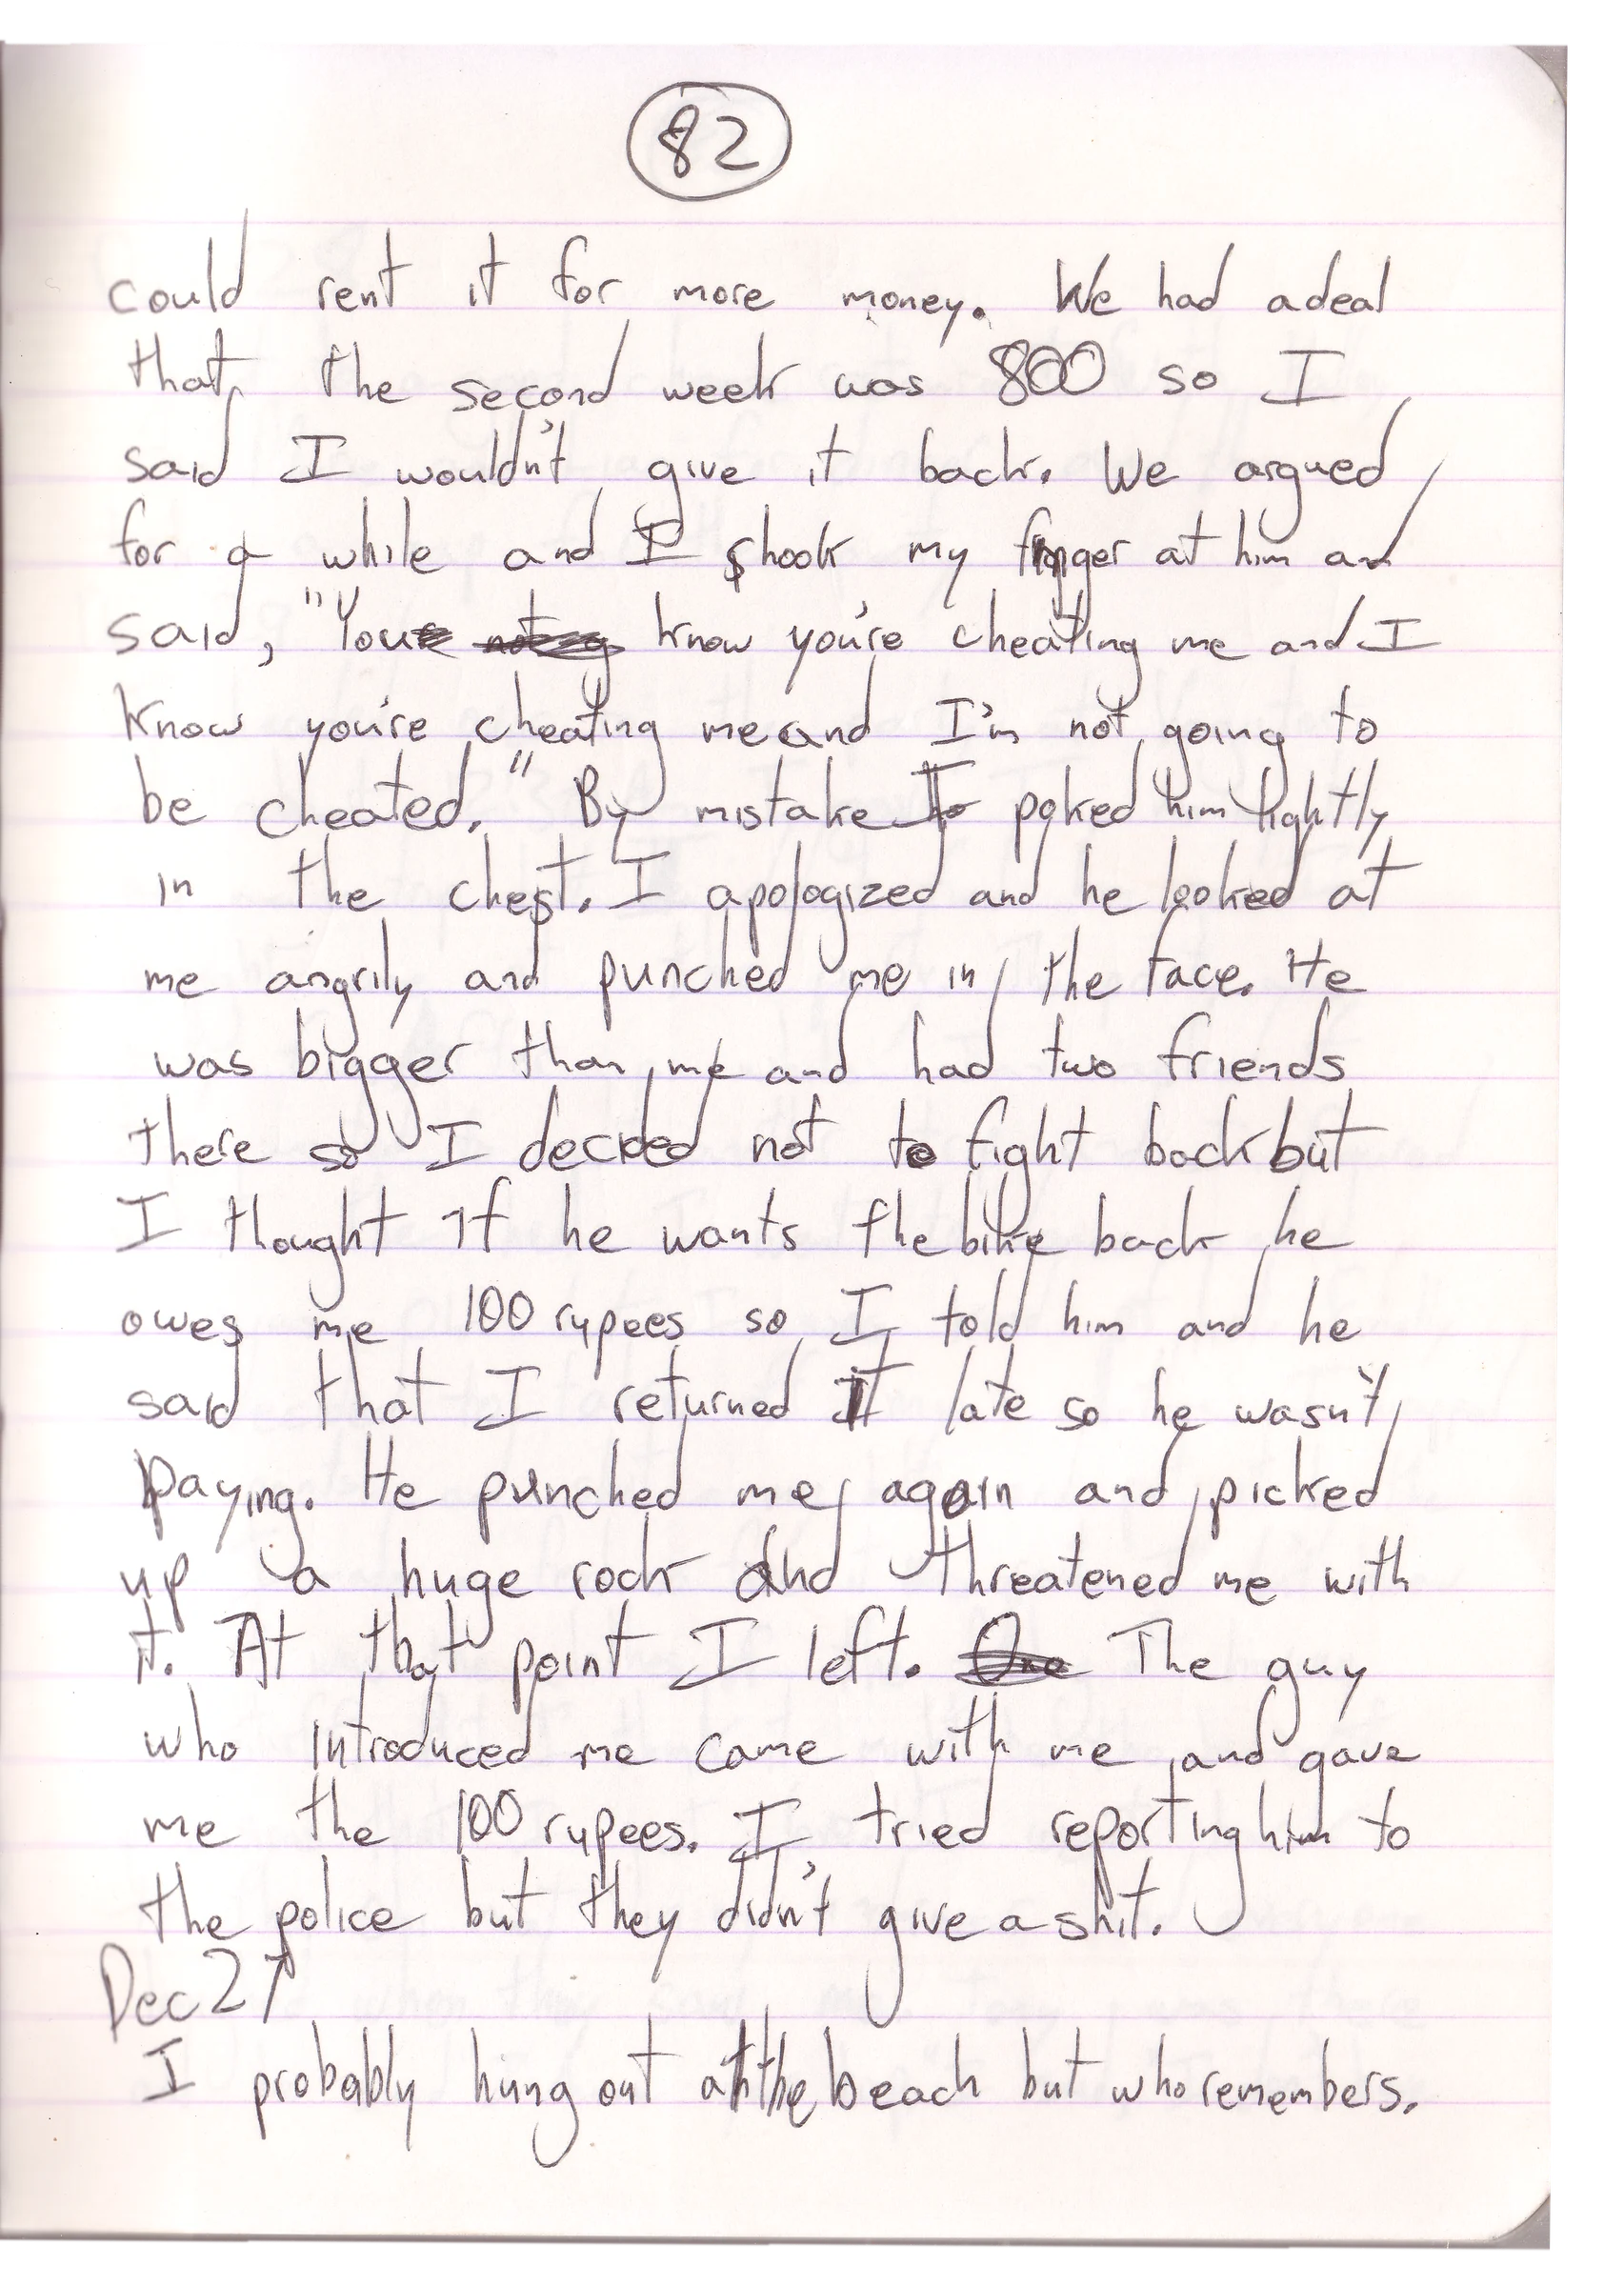 82
could rent it for more money. We had a deal
that the second week was 800 so I
said I wouldn't give it back. We argued
for a while and I shook my finger at him and
said, "You know you're cheating me and I
know you're cheating me and I'm not going to
be cheated." By mistake I poked him lightly
in the chest. I apologized and he looked at
me angrily and punched me in the face. He
was bigger than me and had two friends
there so I decided not to fight back but
I thought if he wants the bike back he
owes me 100 rupees so I told him and he
said that I returned it late so he wasn't
paying. He punched me again and picked
up a huge rock and threatened me with
it. At that point I left. The guy
who introduced me came with me and gave
me the 100 rupees. I tried reporting him to
the police but they didn't give a shit.
Dec 27
I probably hung out at the beach but who remembers.